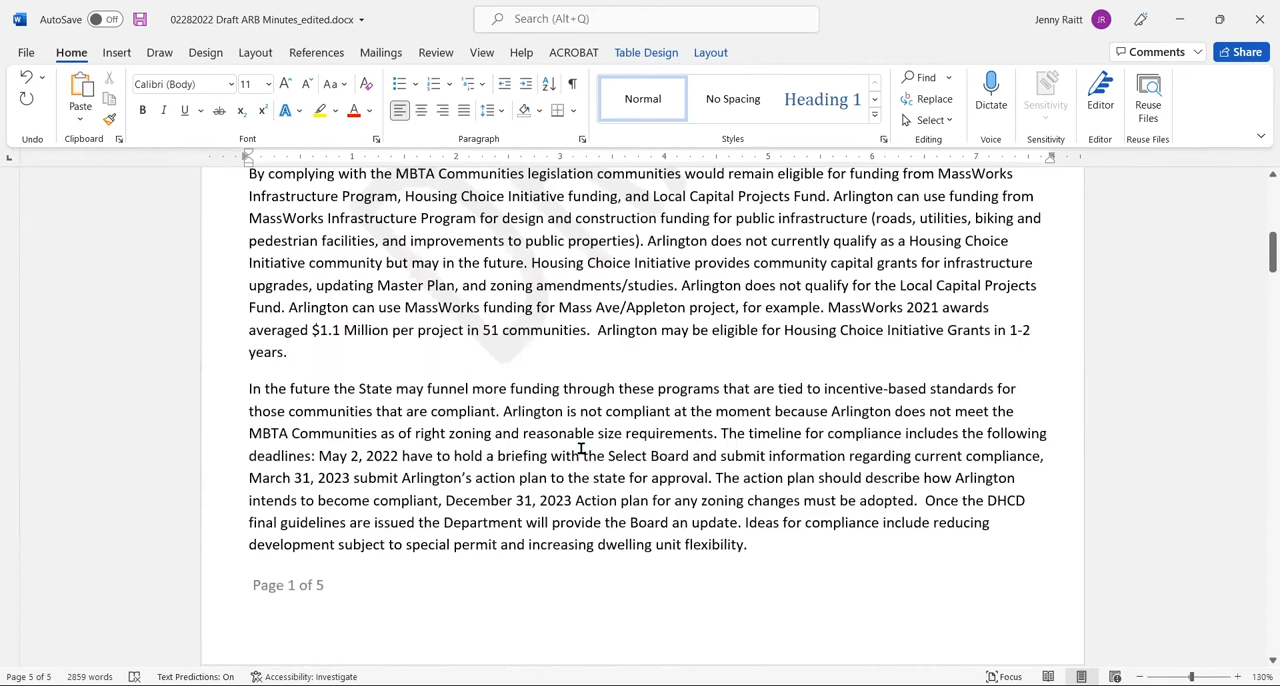 AutoSave Off 02282022 Draft ARB Minutes_edited.docx Search (Alt+Q) Jenny Raitt JR
File Home Insert Draw Design Layout References Mailings Review View Help ACROBAT Table Design Layout Comments Share
Calibri (Body) 11 Aa Normal No Spacing Heading 1 Find Replace Select
Paste Dictate Sensitivity Editor Reuse Files
Undo Clipboard Font Paragraph Styles Editing Voice Sensitivity Editor Reuse Files
1 2 3 4 5 6 7
By complying with the MBTA Communities legislation communities would remain eligible for funding from MassWorks
Infrastructure Program, Housing Choice Initiative funding, and Local Capital Projects Fund. Arlington can use funding from
MassWorks Infrastructure Program for design and construction funding for public infrastructure (roads, utilities, biking and
pedestrian facilities, and improvements to public properties). Arlington does not currently qualify as a Housing Choice
Initiative community but may in the future. Housing Choice Initiative provides community capital grants for infrastructure
upgrades, updating Master Plan, and zoning amendments/studies. Arlington does not qualify for the Local Capital Projects
Fund. Arlington can use MassWorks funding for Mass Ave/Appleton project, for example. MassWorks 2021 awards
averaged $1.1 Million per project in 51 communities.  Arlington may be eligible for Housing Choice Initiative Grants in 1-2
years.
In the future the State may funnel more funding through these programs that are tied to incentive-based standards for
those communities that are compliant. Arlington is not compliant at the moment because Arlington does not meet the
MBTA Communities as of right zoning and reasonable size requirements. The timeline for compliance includes the following
deadlines: May 2, 2022 have to hold a briefing with the Select Board and submit information regarding current compliance,
March 31, 2023 submit Arlington's action plan to the state for approval. The action plan should describe how Arlington
intends to become compliant, December 31, 2023 Action plan for any zoning changes must be adopted.  Once the DHCD
final guidelines are issued the Department will provide the Board an update. Ideas for compliance include reducing
development subject to special permit and increasing dwelling unit flexibility.
Page 1 of 5
Page 5 of 5 2859 words Text Predictions: On Accessibility: Investigate Focus 130%